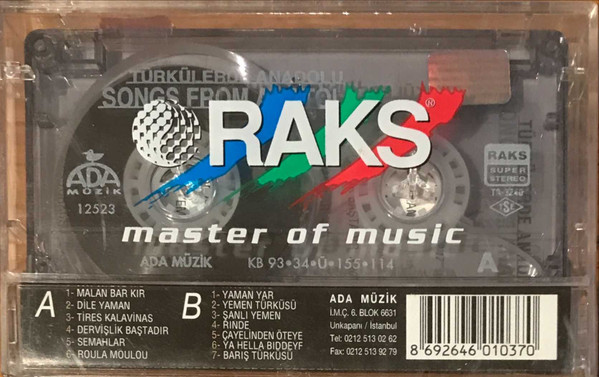 TÜRKÜLERLE ANADOLU
SONGS FROM
RAKS®
master of music
ADA
MÜZİK
12523
RAKS
SUPER
STEREO
TSE
ADA MÜZİK KB 93•34•Ü•155•114 A
A
1- MALAN BAR KIR
2- DİLE YAMAN
3- TİRES KALAVİNAS
4- DERVİŞLİK BAŞTADIR
5- SEMAHLAR
6- ROULA MOULOU
B
1- YAMAN YAR
2- YEMEN TÜRKÜSÜ
3- ŞANLI YEMEN
4- RINDE
5- ÇAYELİNDEN ÖTEYE
6- YA HELLA BIDDEYF
7- BARIŞ TÜRKÜSÜ
ADA MÜZİK
İ.M.Ç. 6. BLOK 6631
Unkapanı / İstanbul
Tel: 0212 513 02 62
Fax: 0212 513 92 79
8 692646 010370